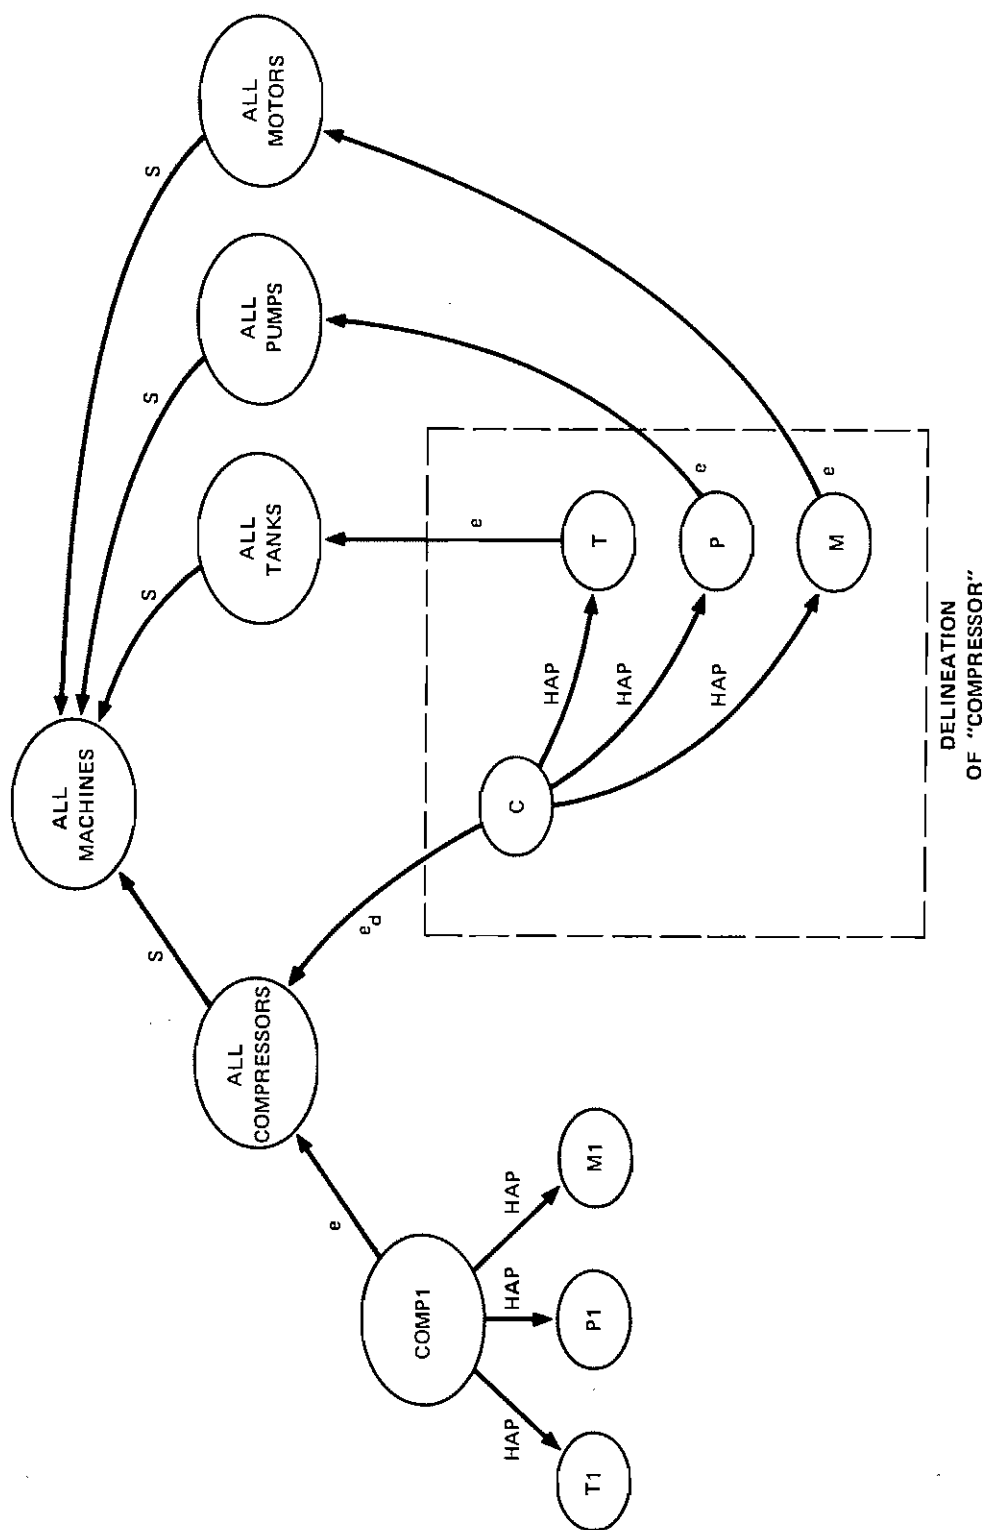 ALL
MACHINES
S
S
S
S
ALL
COMPRESSORS
ALL
TANKS
ALL
PUMPS
ALL
MOTORS
e
e
d
e
COMP1
C
HAP
HAP
HAP
HAP
HAP
HAP
T1
P1
M1
T
P
e
M
e
DELINEATION
OF "COMPRESSOR"